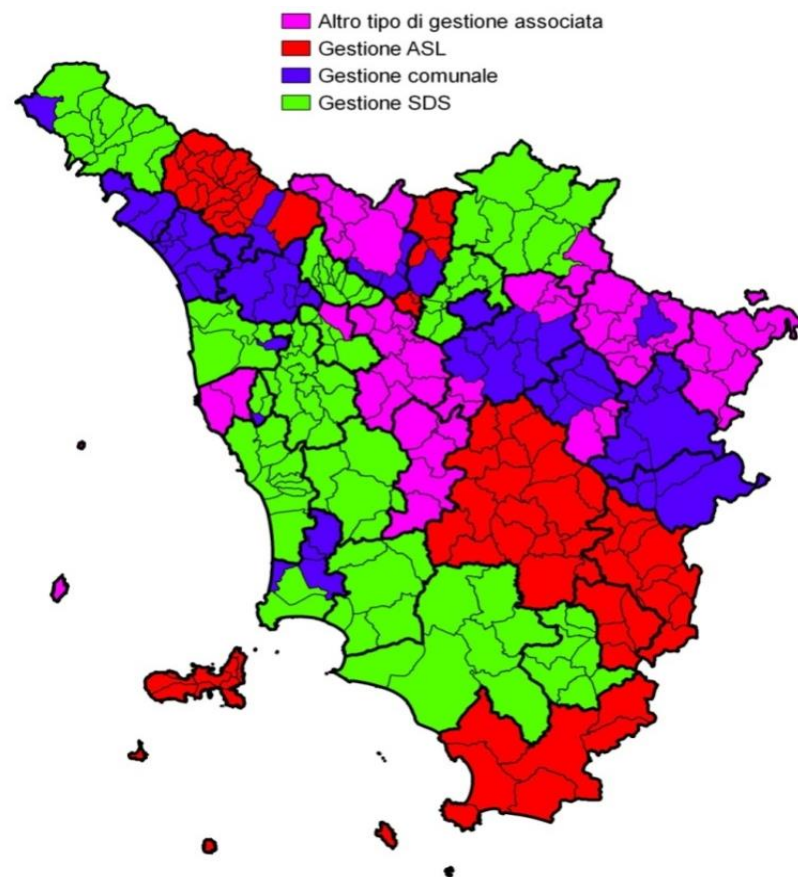 Altro tipo di gestione associata
Gestione ASL
Gestione comunale
Gestione SDS